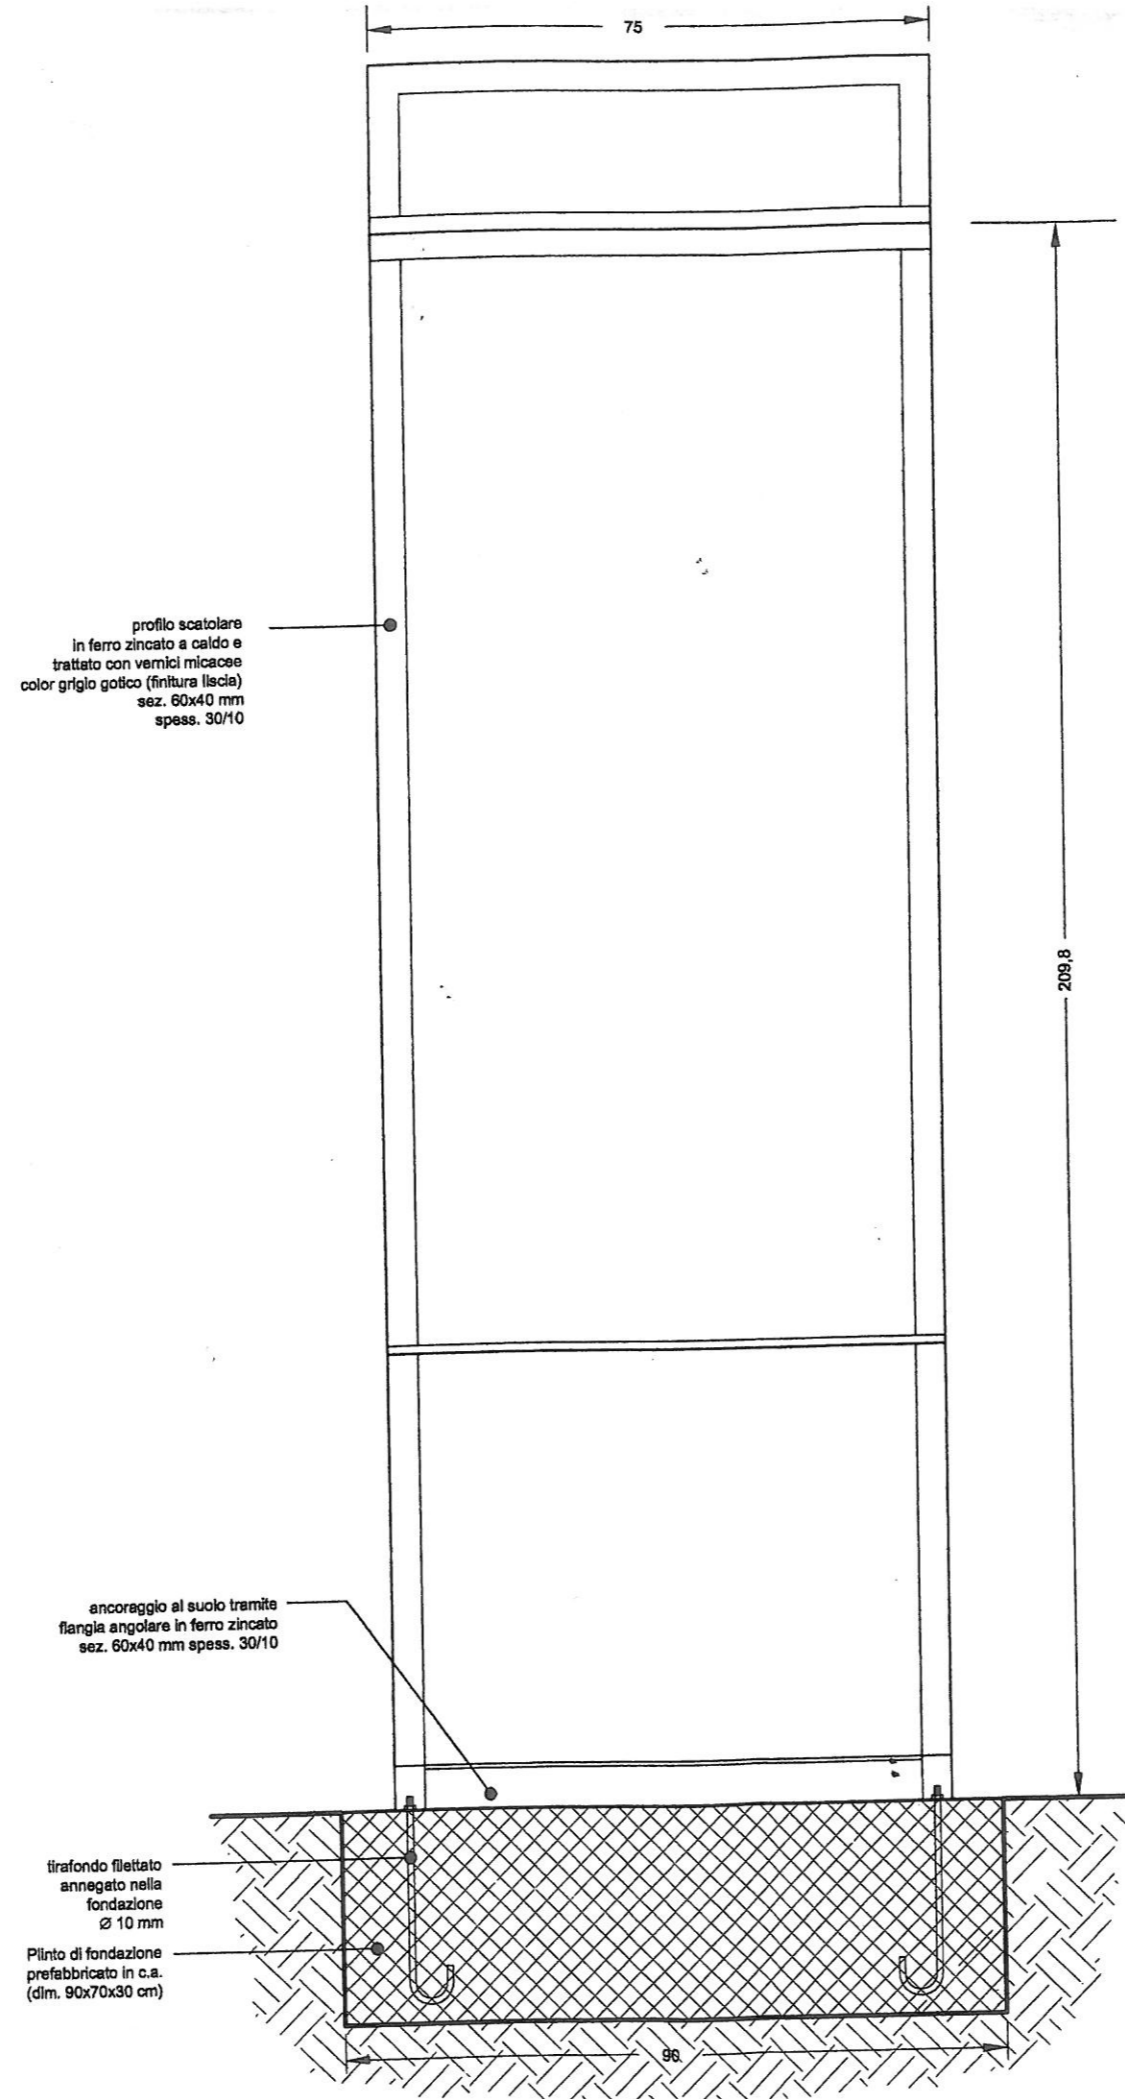 75
profilo scatolare
in ferro zincato a caldo e
trattato con vernici micacee
color grigio gotico (finitura liscia)
sez. 60x40 mm
spess. 30/10
209,8
ancoraggio al suolo tramite
flangia angolare in ferro zincato
sez. 60x40 mm spess. 30/10
tirafondo filettato
annegato nella
fondazione
Ø 10 mm
Plinto di fondazione
prefabbricato in c.a.
(dim. 90x70x30 cm)
90